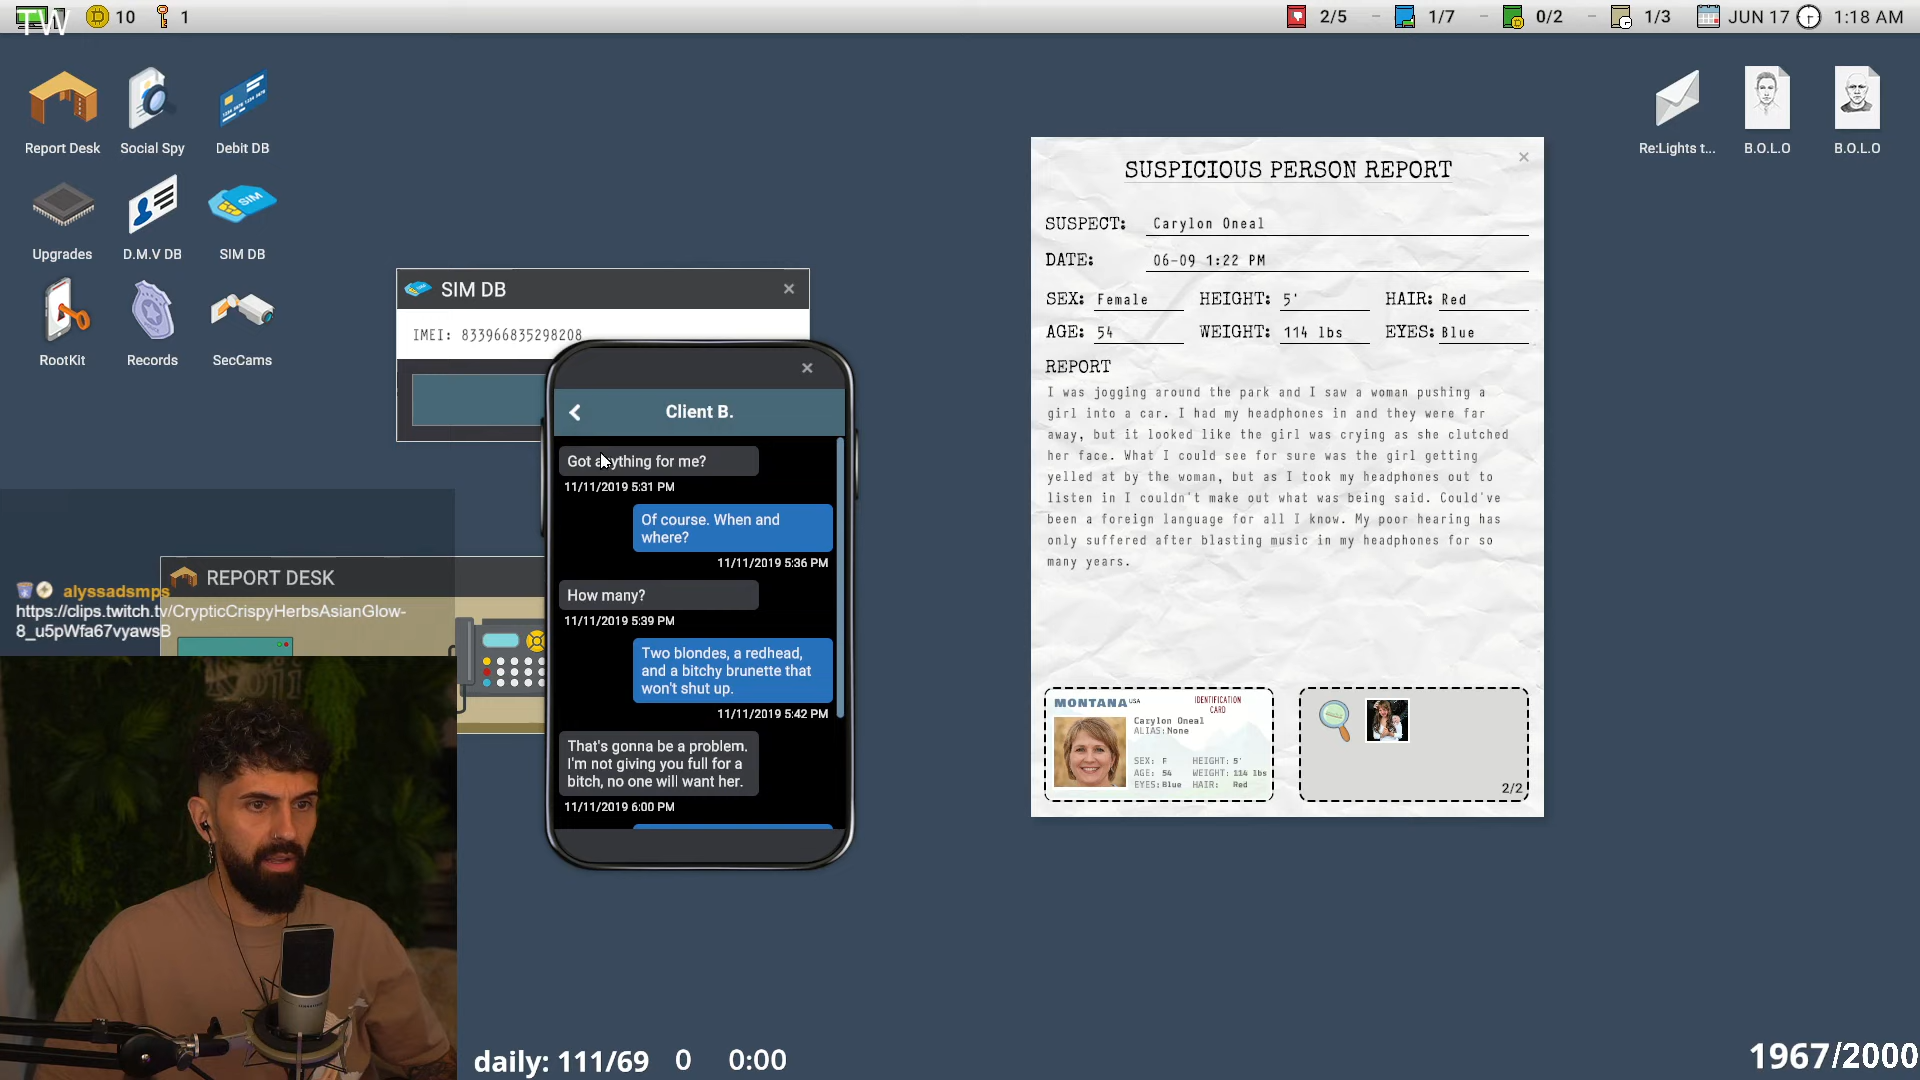 TW
10
1
2/5
1/7
0/2
1/3
JUN 17
1:18 AM
Report Desk
Social Spy
Debit DB
Upgrades
D.M.V DB
SIM DB
RootKit
Records
SecCams
Re:Lights t...
B.O.L.O
B.O.L.O
SIM DB
IMEI: 833966835298208
Client B.
Got anything for me?
11/11/2019 5:31 PM
Of course. When and
where?
11/11/2019 5:36 PM
How many?
11/11/2019 5:39 PM
Two blondes, a redhead,
and a bitchy brunette that
won't shut up.
11/11/2019 5:42 PM
That's gonna be a problem.
I'm not giving you full for a
bitch, no one will want her.
11/11/2019 6:00 PM
REPORT DESK
alyssadsmps
https://clips.twitch.tv/CrypticCrispyHerbsAsianGlow-
8_u5pWfa67vyawsB
SUSPICIOUS PERSON REPORT
SUSPECT: Carylon Oneal
DATE: 06-09 1:22 PM
SEX: Female HEIGHT: 5' HAIR: Red
AGE: 54 WEIGHT: 114 lbs EYES: Blue
REPORT
I was jogging around the park and I saw a woman pushing a
girl into a car. I had my headphones in and they were far
away, but it looked like the girl was crying as she clutched
her face. What I could see for sure was the girl getting
yelled at by the woman, but as I took my headphones out to
listen in I couldn't make out what was being said. Could've
been a foreign language for all I know. My poor hearing has
only suffered after blasting music in my headphones for so
many years.
MONTANA USA IDENTIFICATION
CARD
Carylon Oneal
ALIAS: None
SEX: F HEIGHT: 5'
AGE: 54 WEIGHT: 114 lbs
EYES: Blue HAIR: Red
2/2
daily: 111/69 0 0:00
1967/2000